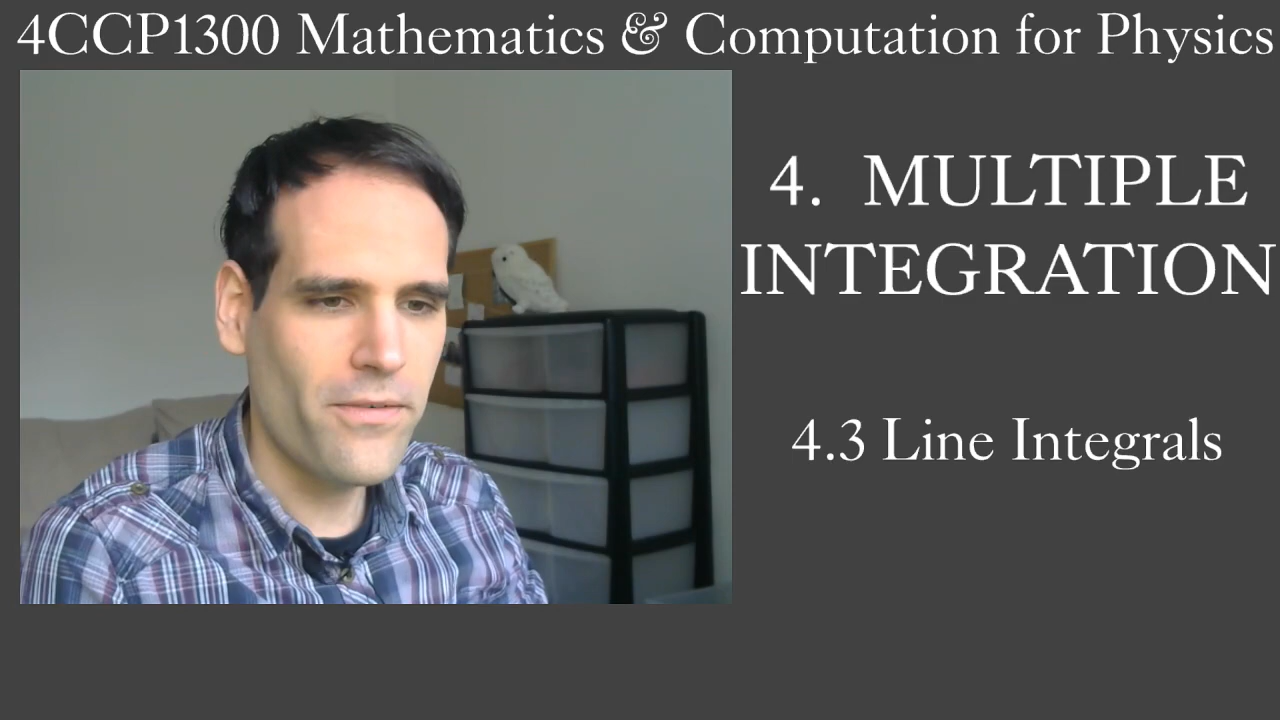 4CCP1300 Mathematics & Computation for Physics
4. MULTIPLE
INTEGRATION
4.3 Line Integrals